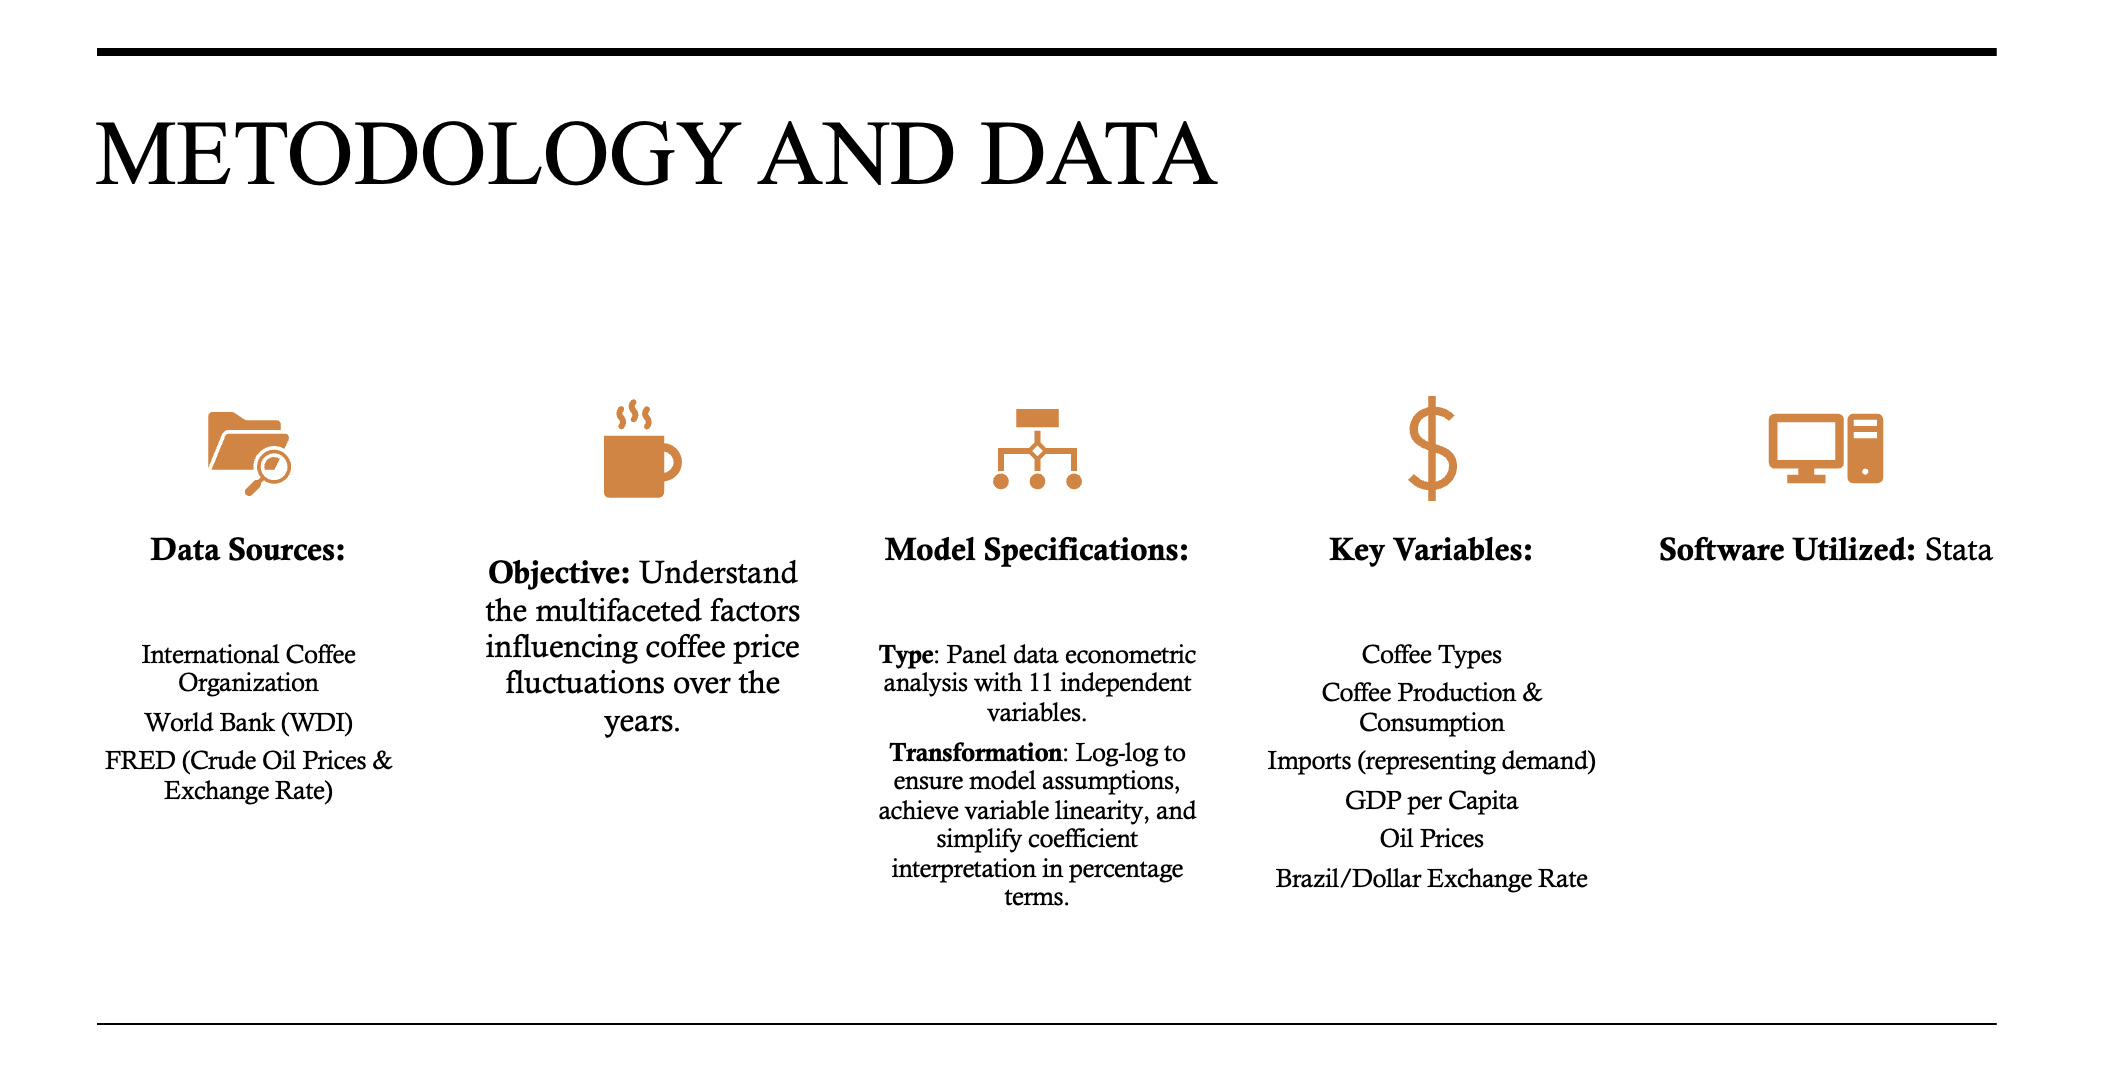 METODOLOGY AND DATA
Data Sources:
International Coffee
Organization
World Bank (WDI)
FRED (Crude Oil Prices &
Exchange Rate)
Objective: Understand
the multifaceted factors
influencing coffee price
fluctuations over the
years.
Model Specifications:
Type: Panel data econometric
analysis with 11 independent
variables.
Transformation: Log-log to
ensure model assumptions,
achieve variable linearity, and
simplify coefficient
interpretation in percentage
terms.
Key Variables:
Coffee Types
Coffee Production &
Consumption
Imports (representing demand)
GDP per Capita
Oil Prices
Brazil/Dollar Exchange Rate
Software Utilized: Stata